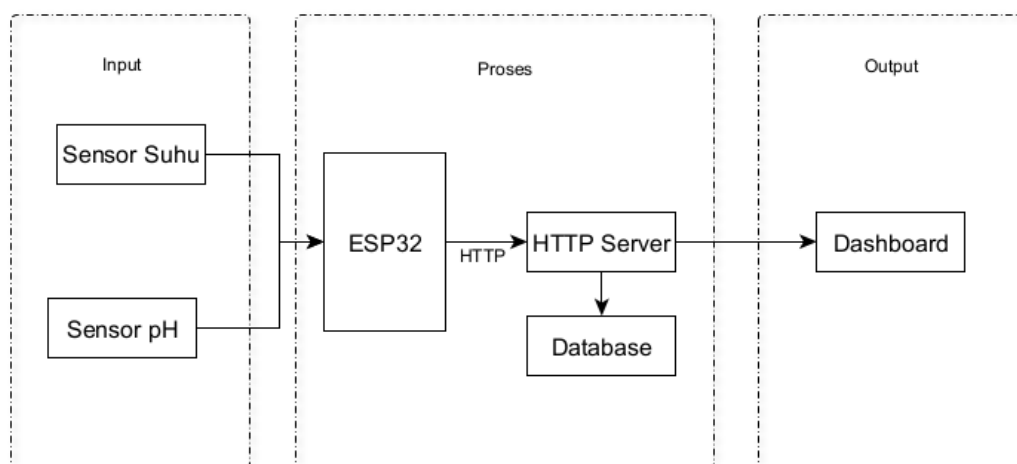 Input
Proses
Output
Sensor Suhu
Sensor pH
ESP32
HTTP
HTTP Server
Database
Dashboard